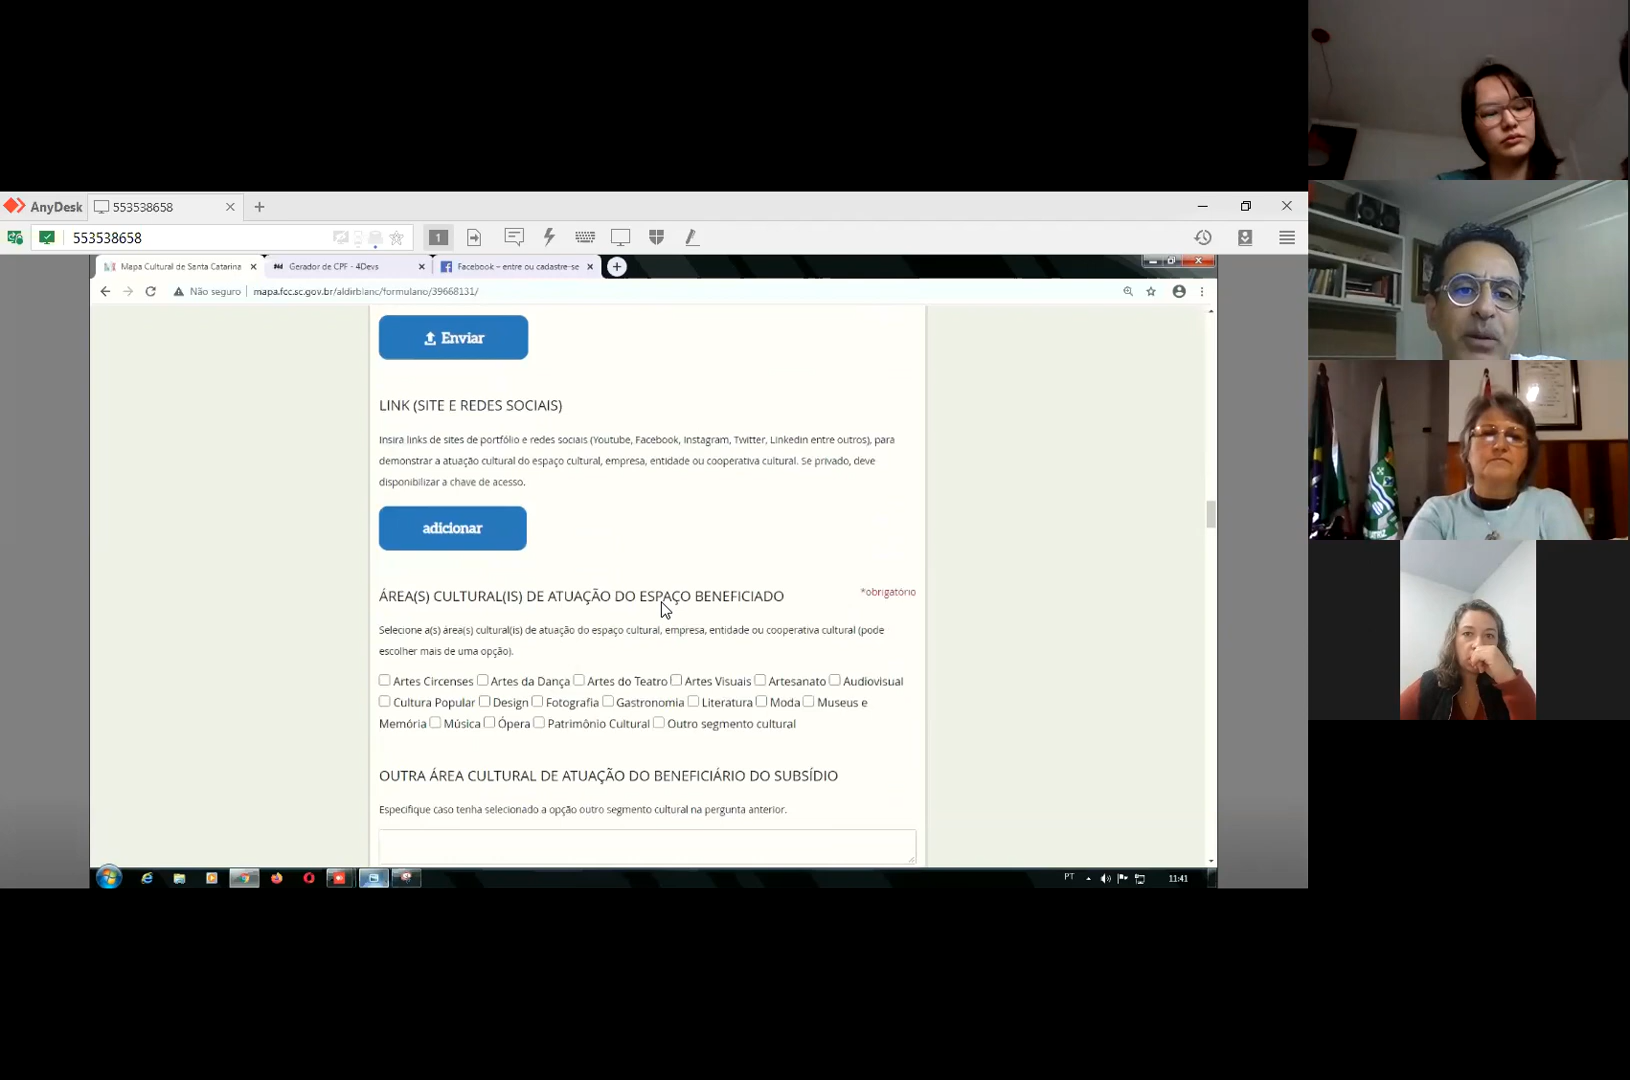 AnyDesk
553538658
553538658
1
Mapa Cultural de Santa Catarina
Gerador de CPF - 4Devs
Facebook – entre ou cadastre-se
Não seguro
mapa.fcc.sc.gov.br/aldirblanc/formulario/39668131/
Enviar
LINK (SITE E REDES SOCIAIS)
Insira links de sites de portfólio e redes sociais (Youtube, Facebook, Instagram, Twitter, Linkedin entre outros), para
demonstrar a atuação cultural do espaço cultural, empresa, entidade ou cooperativa cultural. Se privado, deve
disponibilizar a chave de acesso.
adicionar
ÁREA(S) CULTURAL(IS) DE ATUAÇÃO DO ESPAÇO BENEFICIADO
*obrigatório
Selecione a(s) área(s) cultural(is) de atuação do espaço cultural, empresa, entidade ou cooperativa cultural (pode
escolher mais de uma opção).
Artes Circenses Artes da Dança Artes do Teatro Artes Visuais Artesanato Audiovisual
Cultura Popular Design Fotografia Gastronomia Literatura Moda Museus e
Memória Música Ópera Patrimônio Cultural Outro segmento cultural
OUTRA ÁREA CULTURAL DE ATUAÇÃO DO BENEFICIÁRIO DO SUBSÍDIO
Especifique caso tenha selecionado a opção outro segmento cultural na pergunta anterior.
PT
11:41